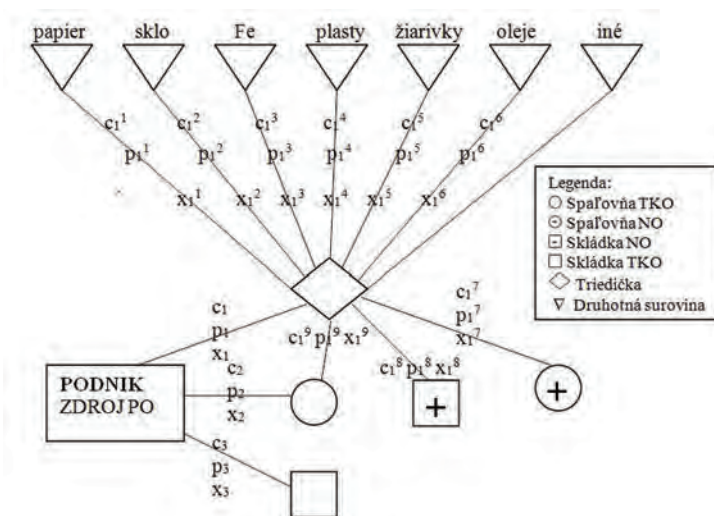 papier sklo Fe plasty žiarivky oleje iné
c₁¹ c₁² c₁³ c₁⁴ c₁⁵ c₁⁶
p₁¹ p₁² p₁³ p₁⁴ p₁⁵ p₁⁶
x₁¹ x₁² x₁³ x₁⁴ x₁⁵ x₁⁶
Legenda:
Spaľovňa TKO
Spaľovňa NO
Skládka NO
Skládka TKO
Triedička
Druhotná surovina
c₁
p₁
x₁
c₁⁹ p₁⁹ x₁⁹
c₁⁸ p₁⁸ x₁⁸
c₁⁷
p₁⁷
x₁⁷
PODNIK
ZDROJ PO
c₂
p₂
x₂
c₃
p₃
x₃